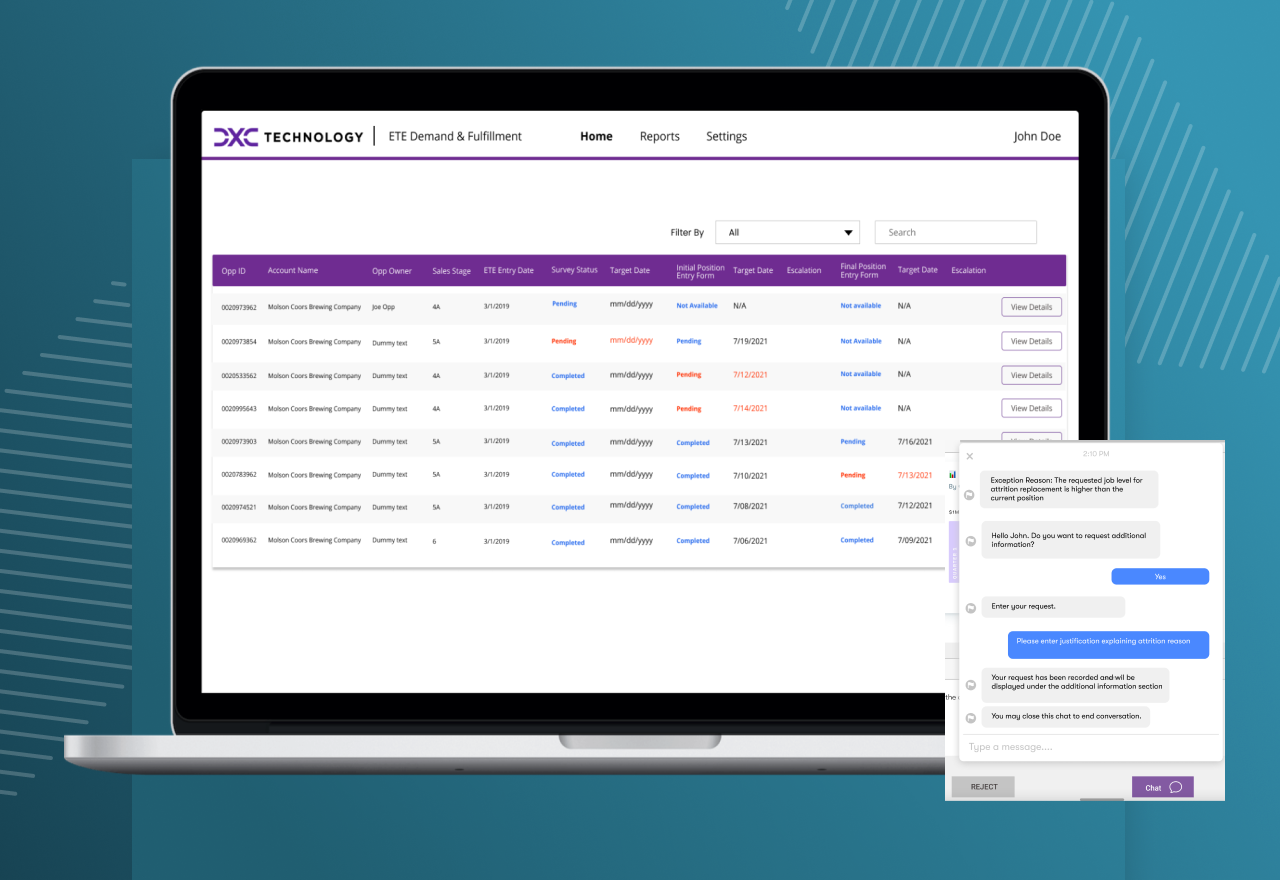 DXC TECHNOLOGY | ETE Demand & Fulfillment Home Reports Settings John Doe
Filter By All Search
Opp ID Account Name Opp Owner Sales Stage ETE Entry Date Survey Status Target Date Initial Position Entry Form Target Date Escalation Final Position Entry Form Target Date Escalation
0020973962 Molson Coors Brewing Company Joe Opp 4A 3/1/2019 Pending mm/dd/yyyy Not Available N/A Not available N/A View Details
0020973854 Molson Coors Brewing Company Dummy text 5A 3/1/2019 Pending mm/dd/yyyy Pending 7/19/2021 Not Available N/A View Details
0020533562 Molson Coors Brewing Company Dummy text 4A 3/1/2019 Completed mm/dd/yyyy Pending 7/12/2021 Not available N/A View Details
0020995643 Molson Coors Brewing Company Dummy text 4A 3/1/2019 Completed mm/dd/yyyy Pending 7/14/2021 Not available N/A View Details
0020973903 Molson Coors Brewing Company Dummy text 5A 3/1/2019 Completed mm/dd/yyyy Completed 7/13/2021 Pending 7/16/2021
0020783962 Molson Coors Brewing Company Dummy text 5A 3/1/2019 Completed mm/dd/yyyy Completed 7/10/2021 Pending 7/13/2021
0020974521 Molson Coors Brewing Company Dummy text 5A 3/1/2019 Completed mm/dd/yyyy Completed 7/08/2021 Completed 7/12/2021
0020969362 Molson Coors Brewing Company Dummy text 6 3/1/2019 Completed mm/dd/yyyy Completed 7/06/2021 Completed 7/09/2021
2:10 PM
Exception Reason: The requested job level for
attrition replacement is higher than the
current position
By
Hello John. Do you want to request additional
information?
Yes
Enter your request.
Please enter justification explaining attrition reason
Your request has been recorded and wil be
displayed under the additional information section
the
You may close this chat to end conversation.
Type a message....
REJECT Chat